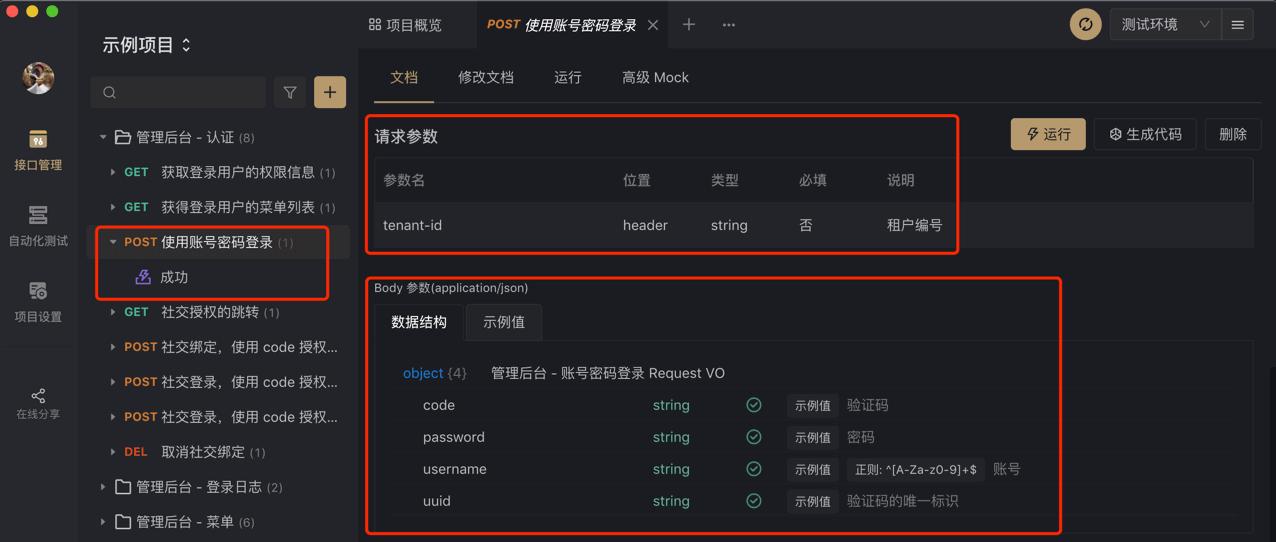 示例项目
项目概览
POST 使用账号密码登录
测试环境
接口管理
自动化测试
项目设置
在线分享
管理后台 - 认证 (8)
GET 获取登录用户的权限信息 (1)
GET 获得登录用户的菜单列表 (1)
POST 使用账号密码登录 (1)
成功
GET 社交授权的跳转 (1)
POST 社交绑定，使用 code 授权...
POST 社交登录，使用 code 授权...
POST 社交登录，使用 code 授权...
DEL 取消社交绑定 (1)
管理后台 - 登录日志 (2)
管理后台 - 菜单 (6)
文档 修改文档 运行 高级 Mock
请求参数
运行 生成代码 删除
参数名 位置 类型 必填 说明
tenant-id header string 否 租户编号
Body 参数(application/json)
数据结构 示例值
object {4} 管理后台 - 账号密码登录 Request VO
code string 示例值 验证码
password string 示例值 密码
username string 示例值 正则: ^[A-Za-z0-9]+$ 账号
uuid string 示例值 验证码的唯一标识